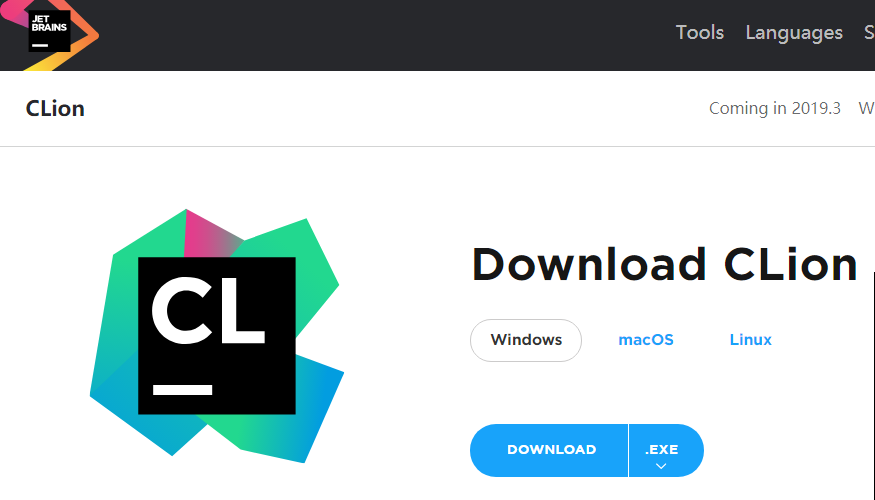 JET
BRAINS
Tools Languages S
CLion
Coming in 2019.3 W
CL
Download CLion
Windows macOS Linux
DOWNLOAD .EXE